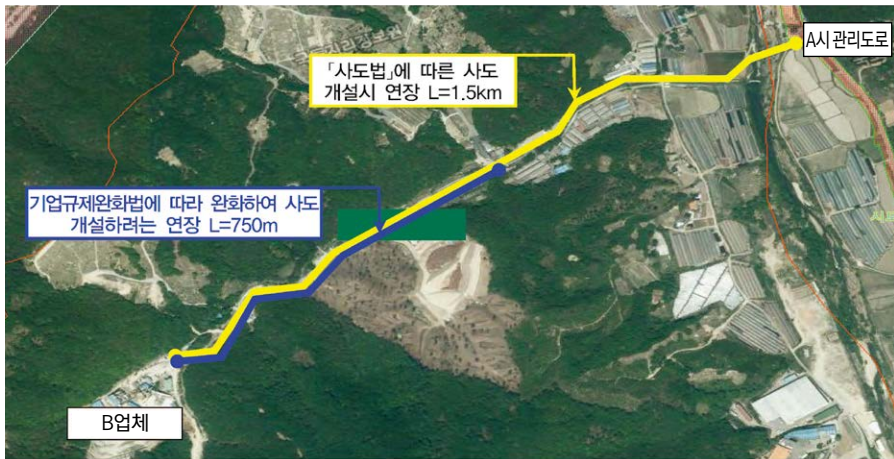 A시 관리도로
「사도법」에 따른 사도
개설시 연장 L=1.5km
기업규제완화법에 따라 완화하여 사도
개설하려는 연장 L=750m
B업체